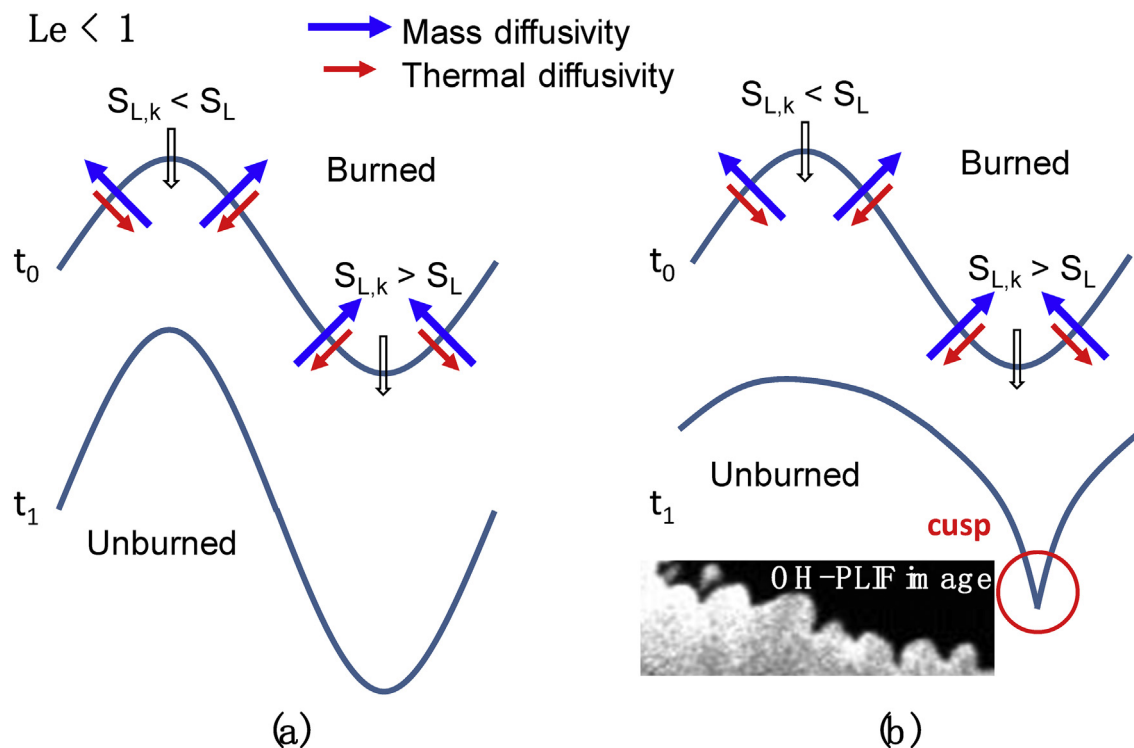 Le < 1
Mass diffusivity
Thermal diffusivity
S_L,k < S_L
Burned
t_0
S_L,k > S_L
t_1
Unburned
(a)
S_L,k < S_L
Burned
t_0
S_L,k > S_L
Unburned
t_1
cusp
OH-PLIF image
(b)